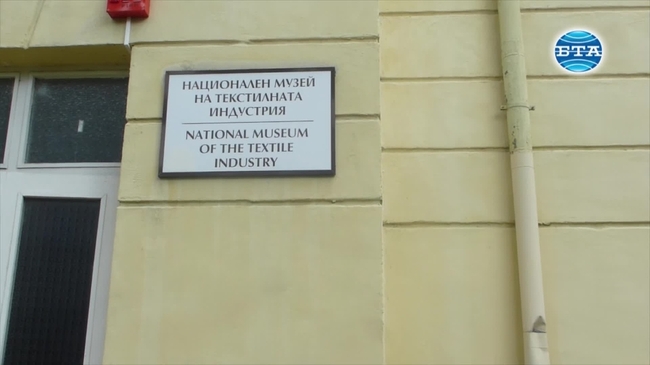 БТА
НАЦИОНАЛЕН МУЗЕЙ
НА ТЕКСТИЛНАТА
ИНДУСТРИЯ
NATIONAL MUSEUM
OF THE TEXTILE
INDUSTRY